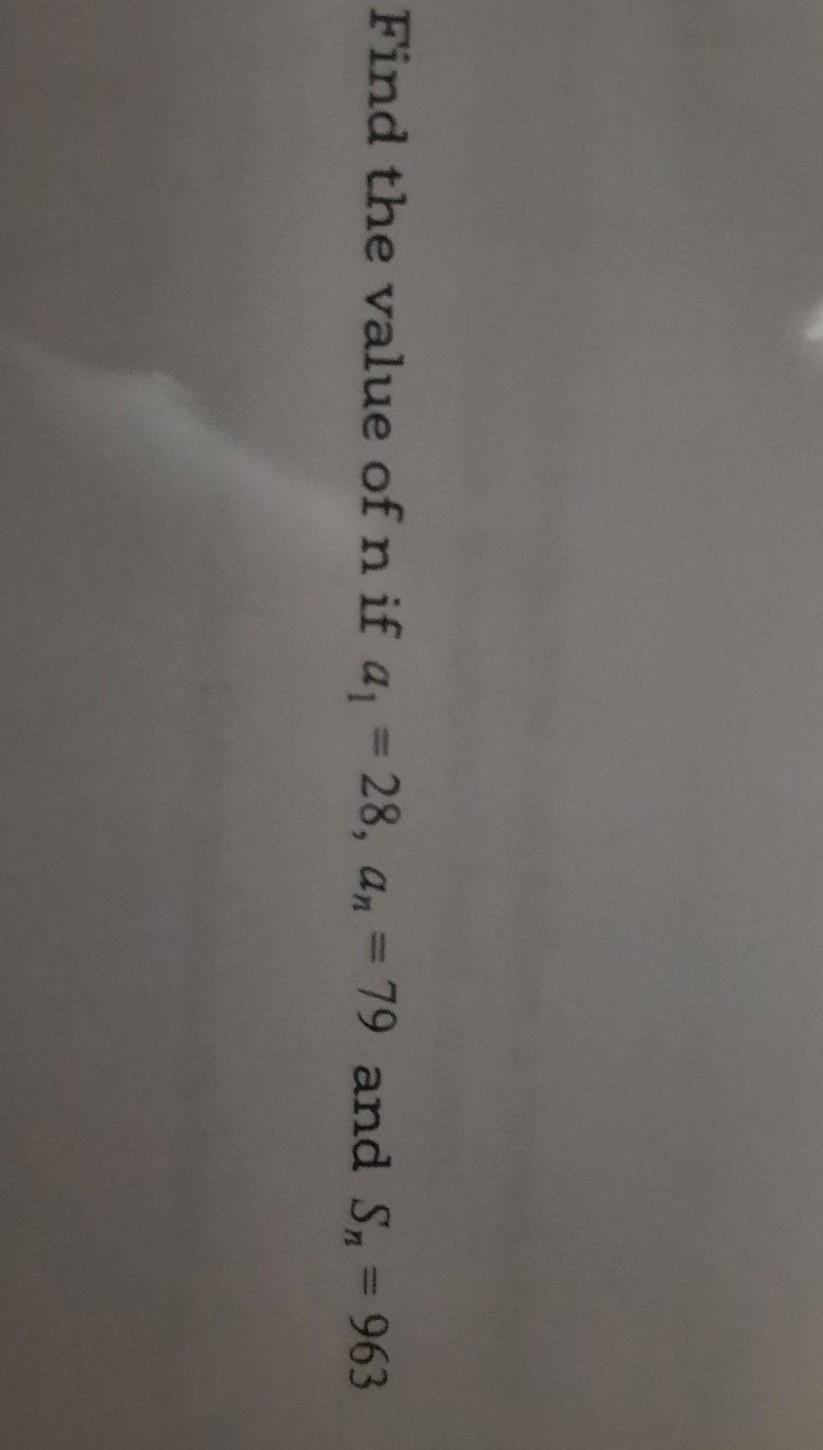 Find the value of n if a₁ = 28, aₙ = 79 and Sₙ = 963